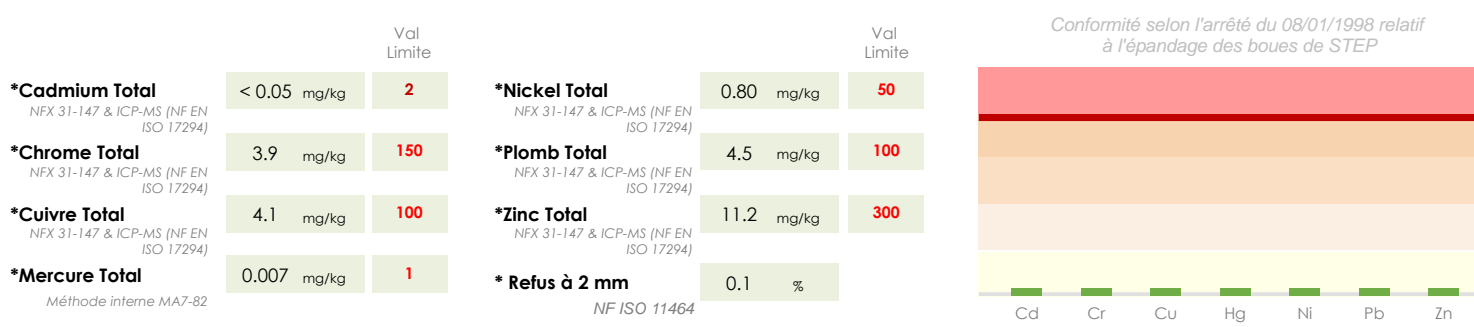 Val
Limite
*Cadmium Total < 0.05 mg/kg 2
NFX 31-147 & ICP-MS (NF EN
ISO 17294)
*Chrome Total 3.9 mg/kg 150
NFX 31-147 & ICP-MS (NF EN
ISO 17294)
*Cuivre Total 4.1 mg/kg 100
NFX 31-147 & ICP-MS (NF EN
ISO 17294)
*Mercure Total 0.007 mg/kg 1
Méthode interne MA7-82
Val
Limite
*Nickel Total 0.80 mg/kg 50
NFX 31-147 & ICP-MS (NF EN
ISO 17294)
*Plomb Total 4.5 mg/kg 100
NFX 31-147 & ICP-MS (NF EN
ISO 17294)
*Zinc Total 11.2 mg/kg 300
NFX 31-147 & ICP-MS (NF EN
ISO 17294)
* Refus à 2 mm 0.1 %
NF ISO 11464
Conformité selon l'arrêté du 08/01/1998 relatif
à l'épandage des boues de STEP
Cd Cr Cu Hg Ni Pb Zn